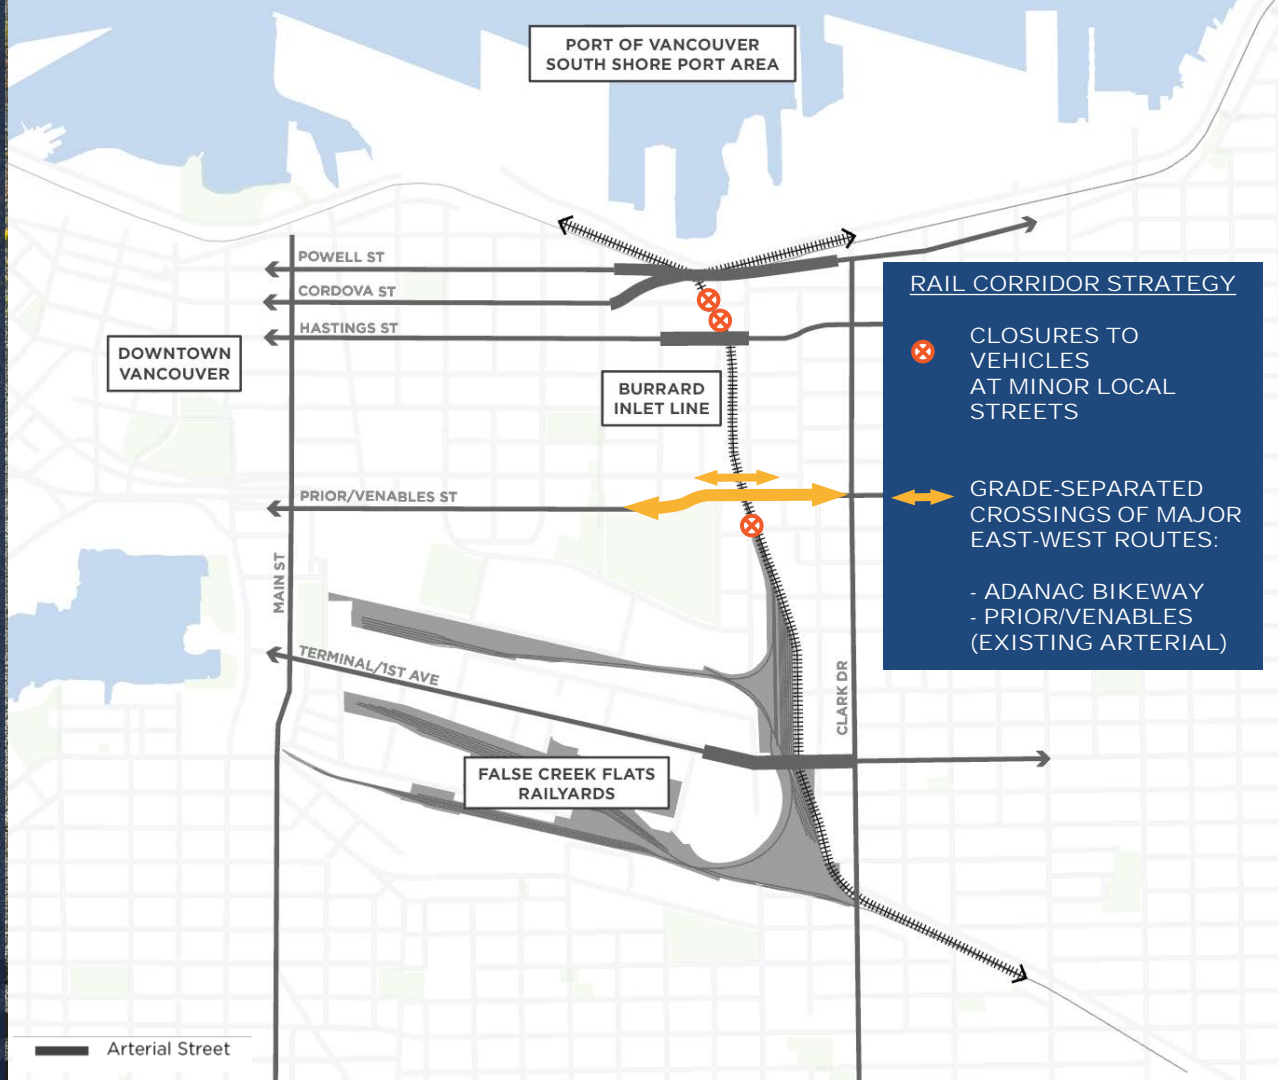 PORT OF VANCOUVER
SOUTH SHORE PORT AREA
POWELL ST
CORDOVA ST
HASTINGS ST
DOWNTOWN
VANCOUVER
BURRARD
INLET LINE
PRIOR/VENABLES ST
MAIN ST
TERMINAL/1ST AVE
CLARK DR
FALSE CREEK FLATS
RAILYARDS
RAIL CORRIDOR STRATEGY
CLOSURES TO
VEHICLES
AT MINOR LOCAL
STREETS
GRADE-SEPARATED
CROSSINGS OF MAJOR
EAST-WEST ROUTES:
- ADANAC BIKEWAY
- PRIOR/VENABLES
(EXISTING ARTERIAL)
Arterial Street